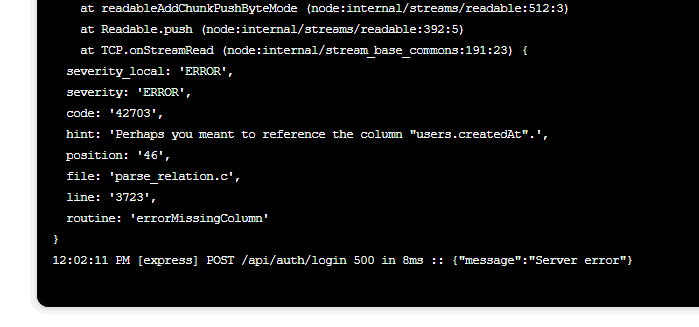 at readableAddChunkPushByteMode (node:internal/streams/readable:512:3)
at Readable.push (node:internal/streams/readable:392:5)
at TCP.onStreamRead (node:internal/stream_base_commons:191:23) {
severity_local: 'ERROR',
severity: 'ERROR',
code: '42703',
hint: 'Perhaps you meant to reference the column "users.createdAt".',
position: '46',
file: 'parse_relation.c',
line: '3723',
routine: 'errorMissingColumn'
}
12:02:11 PM [express] POST /api/auth/login 500 in 8ms :: {"message":"Server error"}